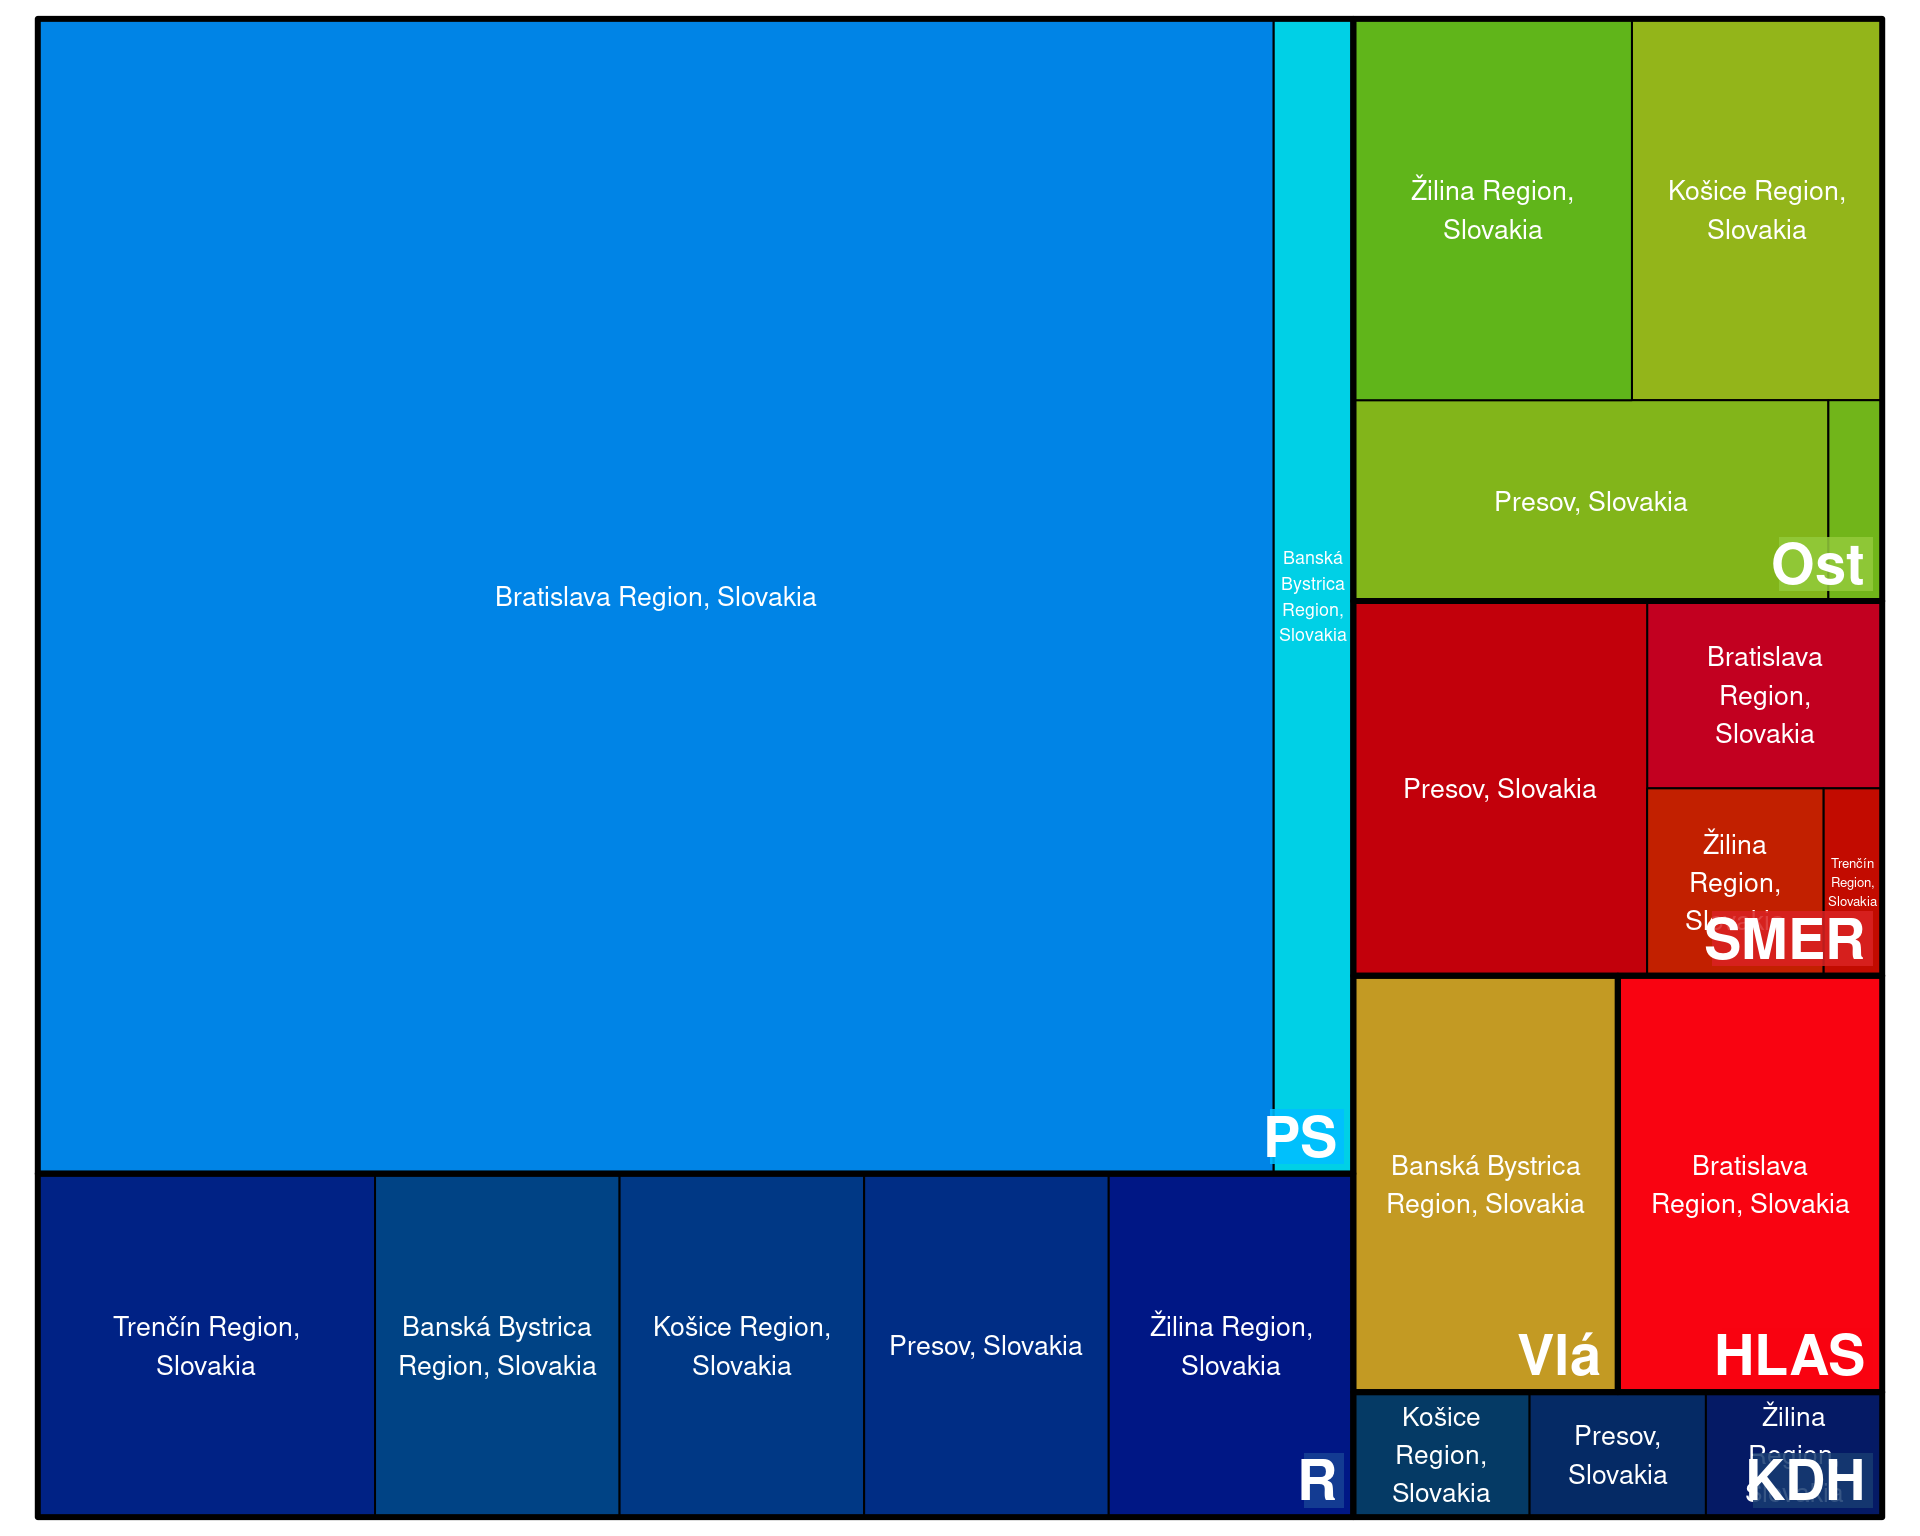 Bratislava Region, Slovakia
Banská
Bystrica
Region,
Slovakia
PS
Trenčín Region,
Slovakia
Banská Bystrica
Region, Slovakia
Košice Region,
Slovakia
Presov, Slovakia
Žilina Region,
Slovakia
R
Žilina Region,
Slovakia
Košice Region,
Slovakia
Presov, Slovakia
Ost
Presov, Slovakia
Bratislava
Region,
Slovakia
Žilina
Region,
Slovakia
Trenčín
Region,
Slovakia
SMER
Banská Bystrica
Region, Slovakia
Vlá
Bratislava
Region, Slovakia
HLAS
Košice
Region,
Slovakia
Presov,
Slovakia
Žilina
Region,
Slovakia
KDH